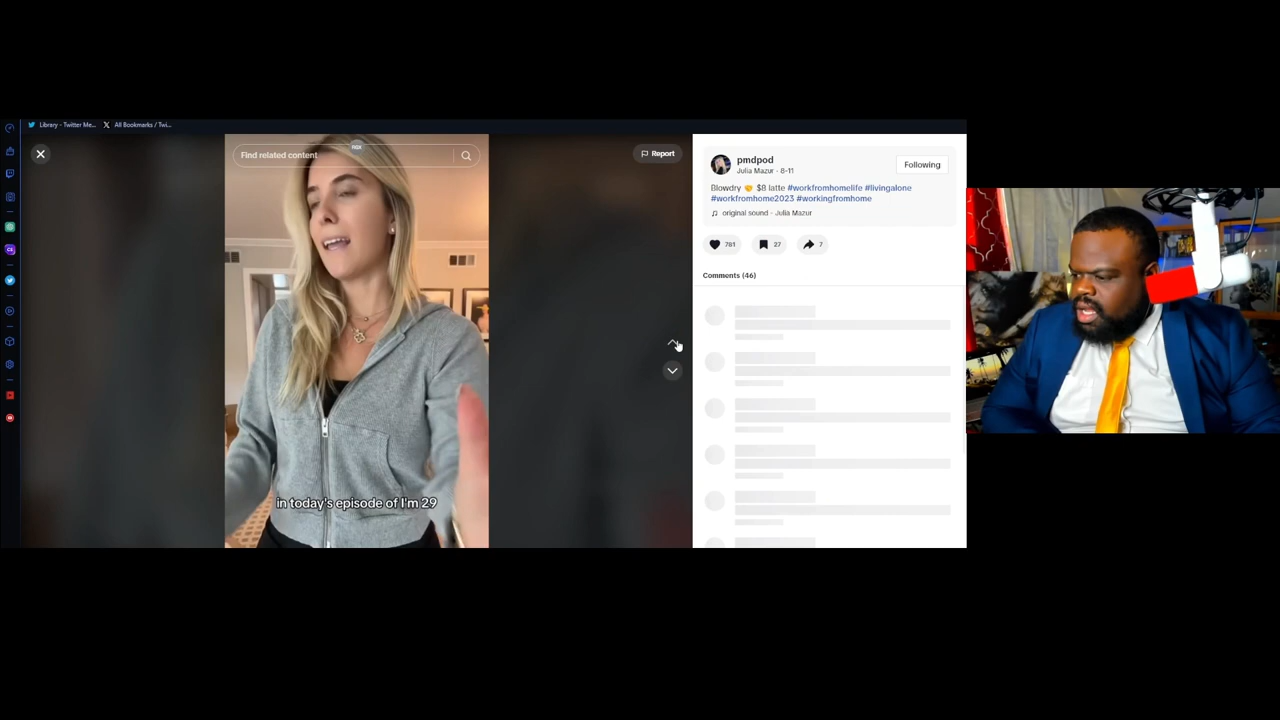 Library - Twitter Me...
All Bookmarks / Twi...
Find related content
Report
pmdpod
Julia Mazur · 8-11
Following
Blowdry 🤝 $8 latte #workfromhomelife #livingalone
#workfromhome2023 #workingfromhome
original sound - Julia Mazur
781
27
7
Comments (46)
in today's episode of I'm 29